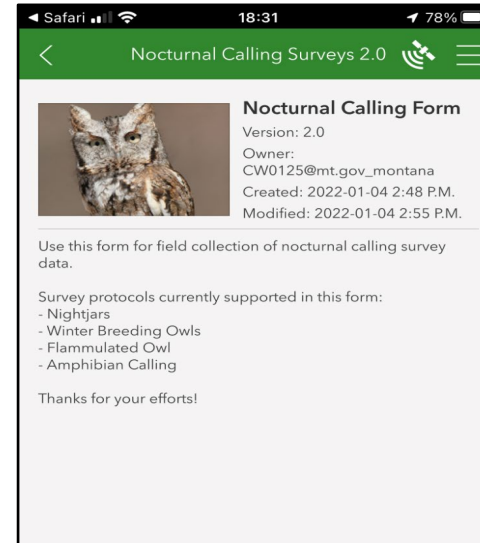 Safari 18:31 78%
Nocturnal Calling Surveys 2.0
Nocturnal Calling Form
Version: 2.0
Owner:
CW0125@mt.gov_montana
Created: 2022-01-04 2:48 P.M.
Modified: 2022-01-04 2:55 P.M.
Use this form for field collection of nocturnal calling survey
data.
Survey protocols currently supported in this form:
- Nightjars
- Winter Breeding Owls
- Flammulated Owl
- Amphibian Calling
Thanks for your efforts!